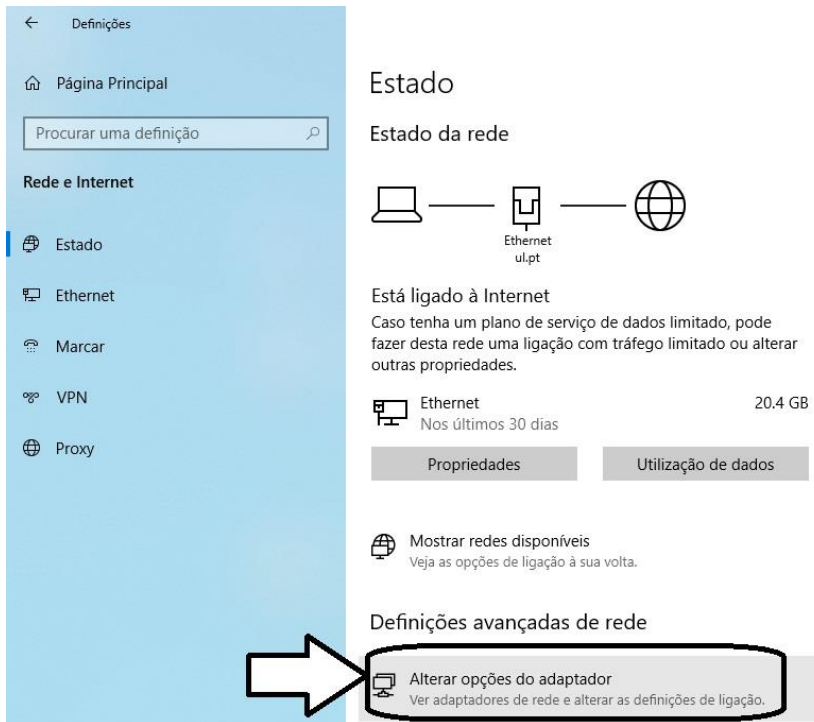 Definições
Página Principal
Procurar uma definição
Rede e Internet
Estado
Ethernet
Marcar
VPN
Proxy
Estado
Estado da rede
Ethernet
ul.pt
Está ligado à Internet
Caso tenha um plano de serviço de dados limitado, pode
fazer desta rede uma ligação com tráfego limitado ou alterar
outras propriedades.
Ethernet 20.4 GB
Nos últimos 30 dias
Propriedades Utilização de dados
Mostrar redes disponíveis
Veja as opções de ligação à sua volta.
Definições avançadas de rede
Alterar opções do adaptador
Ver adaptadores de rede e alterar as definições de ligação.